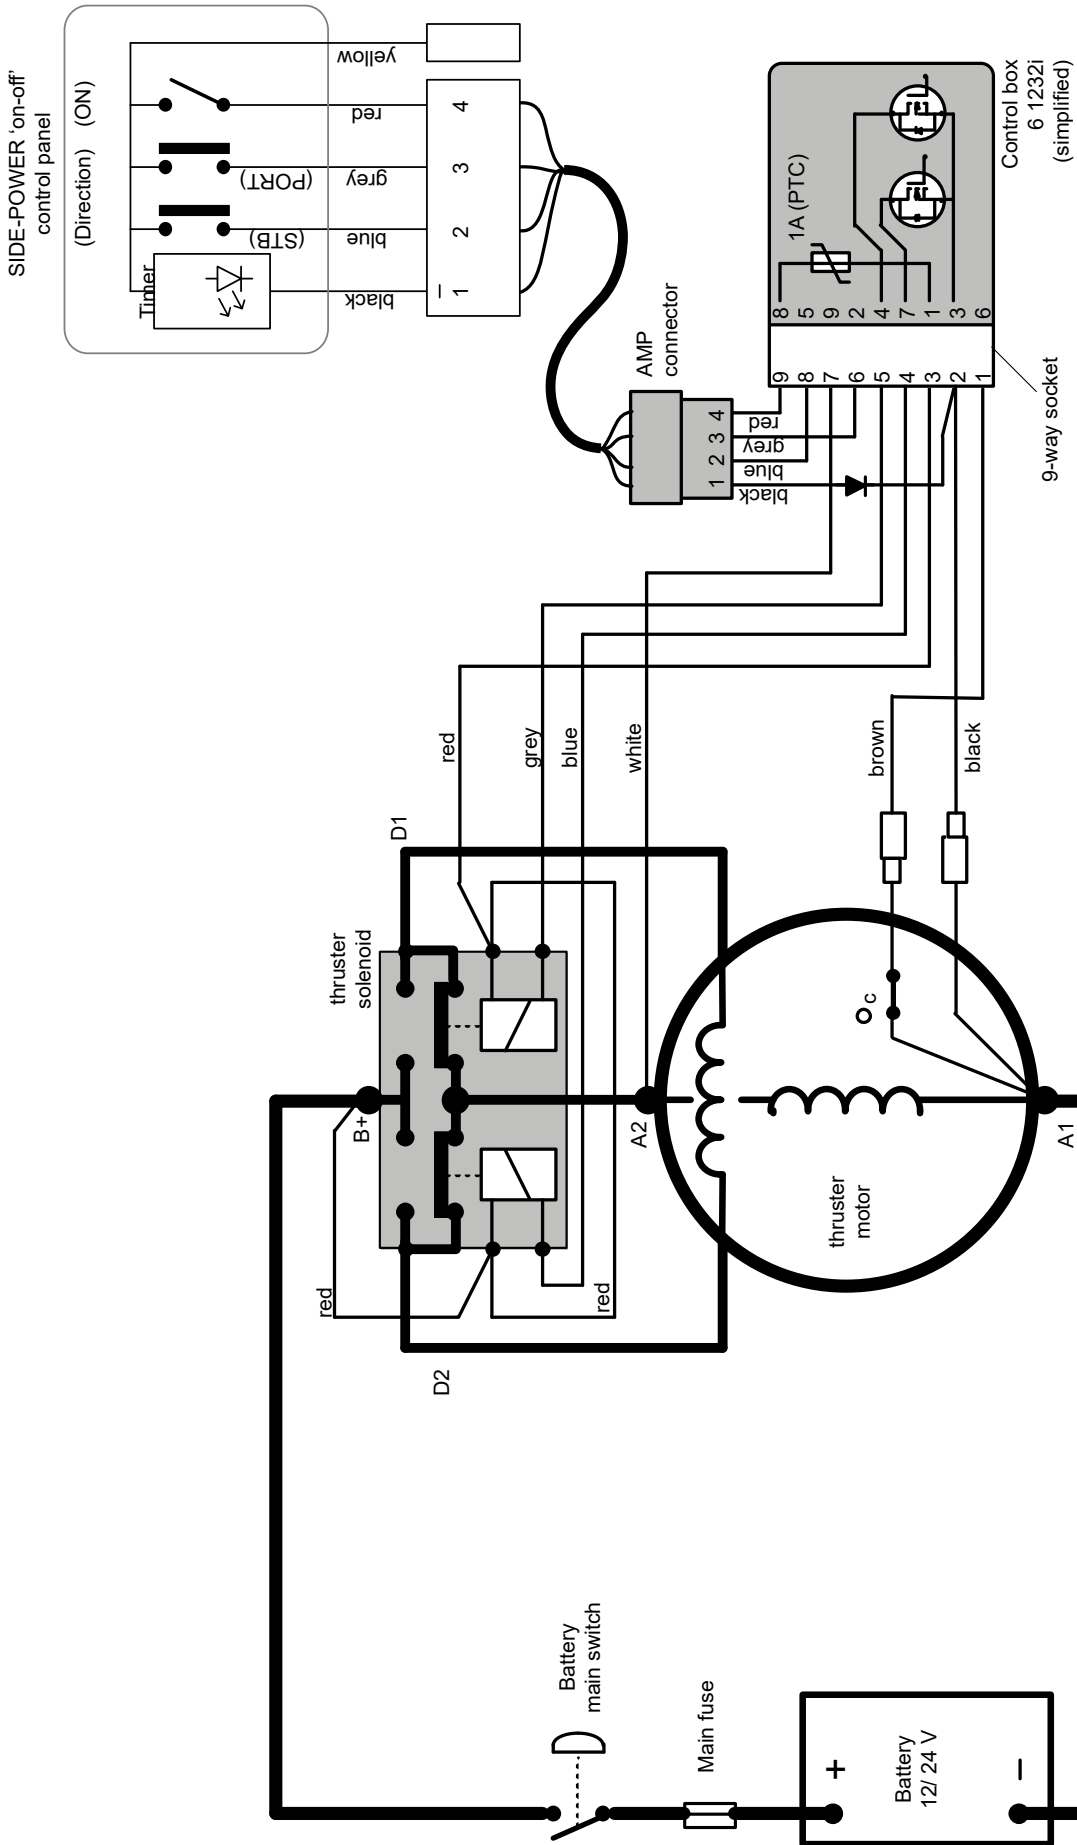 SIDE-POWER 'on-off'
control panel
(Direction)
(ON)
Timer
(STB)
(PORT)
black
blue
grey
red
yellow
–
1
2
3
4
AMP
connector
1
2
3
4
black
blue
grey
red
1A (PTC)
Control box
6 1232i
(simplified)
8
5
9
2
4
7
1
3
6
9
8
7
6
5
4
3
2
1
9-way socket
red
grey
blue
white
brown
black
thruster
solenoid
D1
D2
B+
red
red
A2
A1
c
thruster
motor
Battery
main switch
Main fuse
+
Battery
12/ 24 V
–